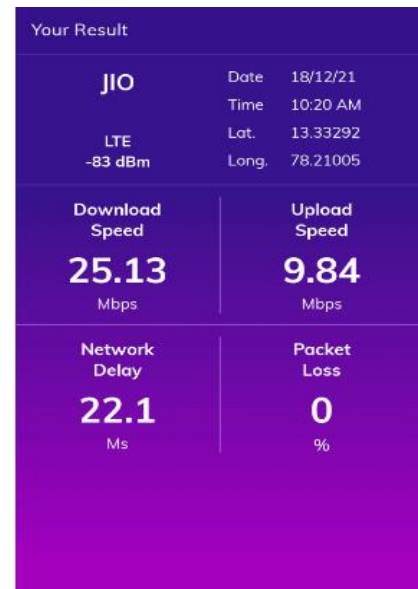 Your Result
JIO
LTE
-83 dBm
Date 18/12/21
Time 10:20 AM
Lat. 13.33292
Long. 78.21005
Download
Speed
25.13
Mbps
Upload
Speed
9.84
Mbps
Network
Delay
22.1
Ms
Packet
Loss
0
%